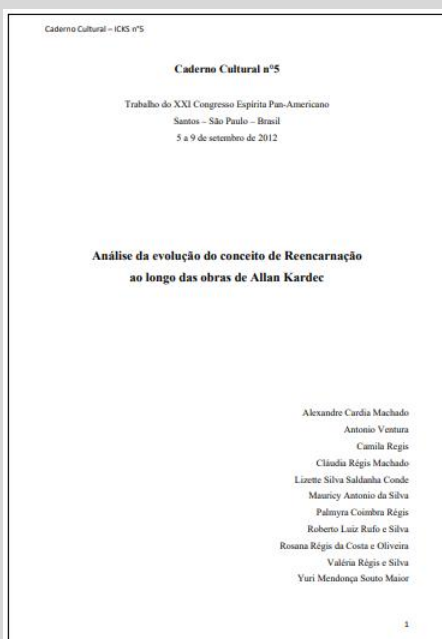 Caderno Cultural – ICKS n°5
Caderno Cultural n°5
Trabalho do XXI Congresso Espírita Pan-Americano
Santos – São Paulo – Brasil
5 a 9 de setembro de 2012
Análise da evolução do conceito de Reencarnação
ao longo das obras de Allan Kardec
Alexandre Cardia Machado
Antonio Ventura
Camila Regis
Cláudia Régis Machado
Lizette Silva Saldanha Conde
Mauricy Antonio da Silva
Palmyra Coimbra Régis
Roberto Luiz Rufo e Silva
Rosana Régis da Costa e Oliveira
Valéria Régis e Silva
Yuri Mendonça Souto Maior
1